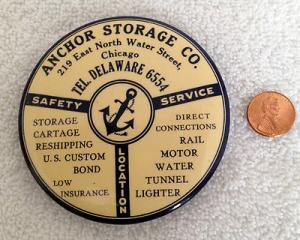 ANCHOR STORAGE CO.
219 East North Water Street,
Chicago
TEL. DELAWARE 6554
SAFETY
SERVICE
LOCATION
STORAGE
CARTAGE
RESHIPPING
U.S. CUSTOM
BOND
LOW
INSURANCE
DIRECT
CONNECTIONS
RAIL
MOTOR
WATER
TUNNEL
LIGHTER